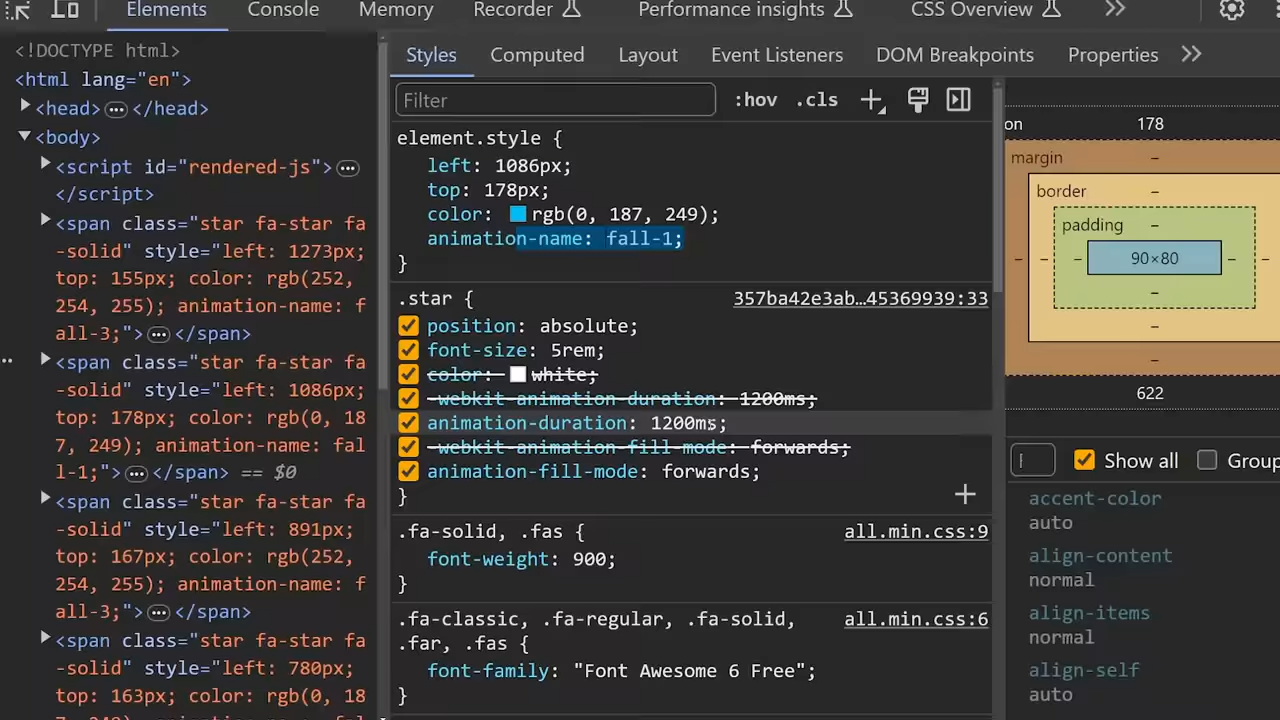 Elements Console Memory Recorder Performance insights CSS Overview
<!DOCTYPE html>
<html lang="en">
<head> </head>
<body>
<script id="rendered-js">
</script>
<span class="star fa-star fa
-solid" style="left: 1273px;
top: 155px; color: rgb(252,
254, 255); animation-name: f
all-3;"> </span>
<span class="star fa-star fa
-solid" style="left: 1086px;
top: 178px; color: rgb(0, 18
7, 249); animation-name: fal
l-1;"> </span> == $0
<span class="star fa-star fa
-solid" style="left: 891px;
top: 167px; color: rgb(252,
254, 255); animation-name: f
all-3;"> </span>
<span class="star fa-star fa
-solid" style="left: 780px;
top: 163px; color: rgb(0, 18
Styles Computed Layout Event Listeners DOM Breakpoints Properties
Filter :hov .cls
element.style {
left: 1086px;
top: 178px;
color: rgb(0, 187, 249);
animation-name: fall-1;
}
.star { 357ba42e3ab…45369939:33
position: absolute;
font-size: 5rem;
color: white;
-webkit-animation-duration: 1200ms;
animation-duration: 1200ms;
-webkit-animation-fill-mode: forwards;
animation-fill-mode: forwards;
}
.fa-solid, .fas { all.min.css:9
font-weight: 900;
}
.fa-classic, .fa-regular, .fa-solid, all.min.css:6
.far, .fas {
font-family: "Font Awesome 6 Free";
}
on 178
margin –
border –
padding –
– – – 90×80 – – –
–
–
–
622
Show all Group
accent-color
auto
align-content
normal
align-items
normal
align-self
auto